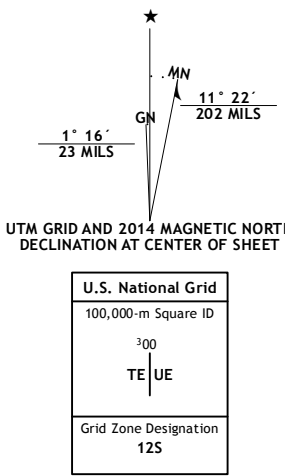 ★
MN
GN
1° 16´
23 MILS
11° 22´
202 MILS
UTM GRID AND 2014 MAGNETIC NORTH
DECLINATION AT CENTER OF SHEET
U.S. National Grid
100,000-m Square ID
³00
TE UE
Grid Zone Designation
12S